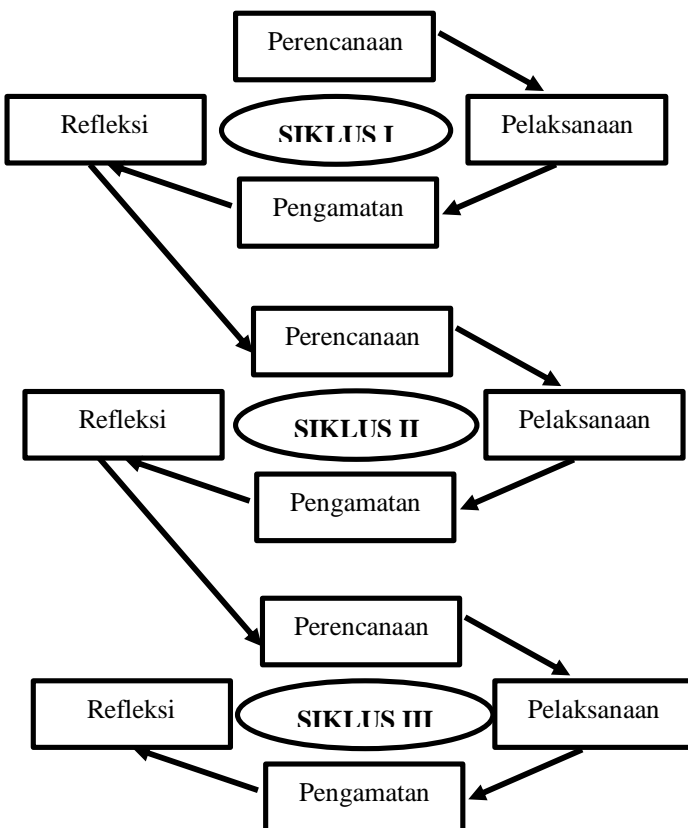 Perencanaan
Refleksi
SIKLUS I
Pelaksanaan
Pengamatan
Perencanaan
Refleksi
SIKLUS II
Pelaksanaan
Pengamatan
Perencanaan
Refleksi
SIKLUS III
Pelaksanaan
Pengamatan